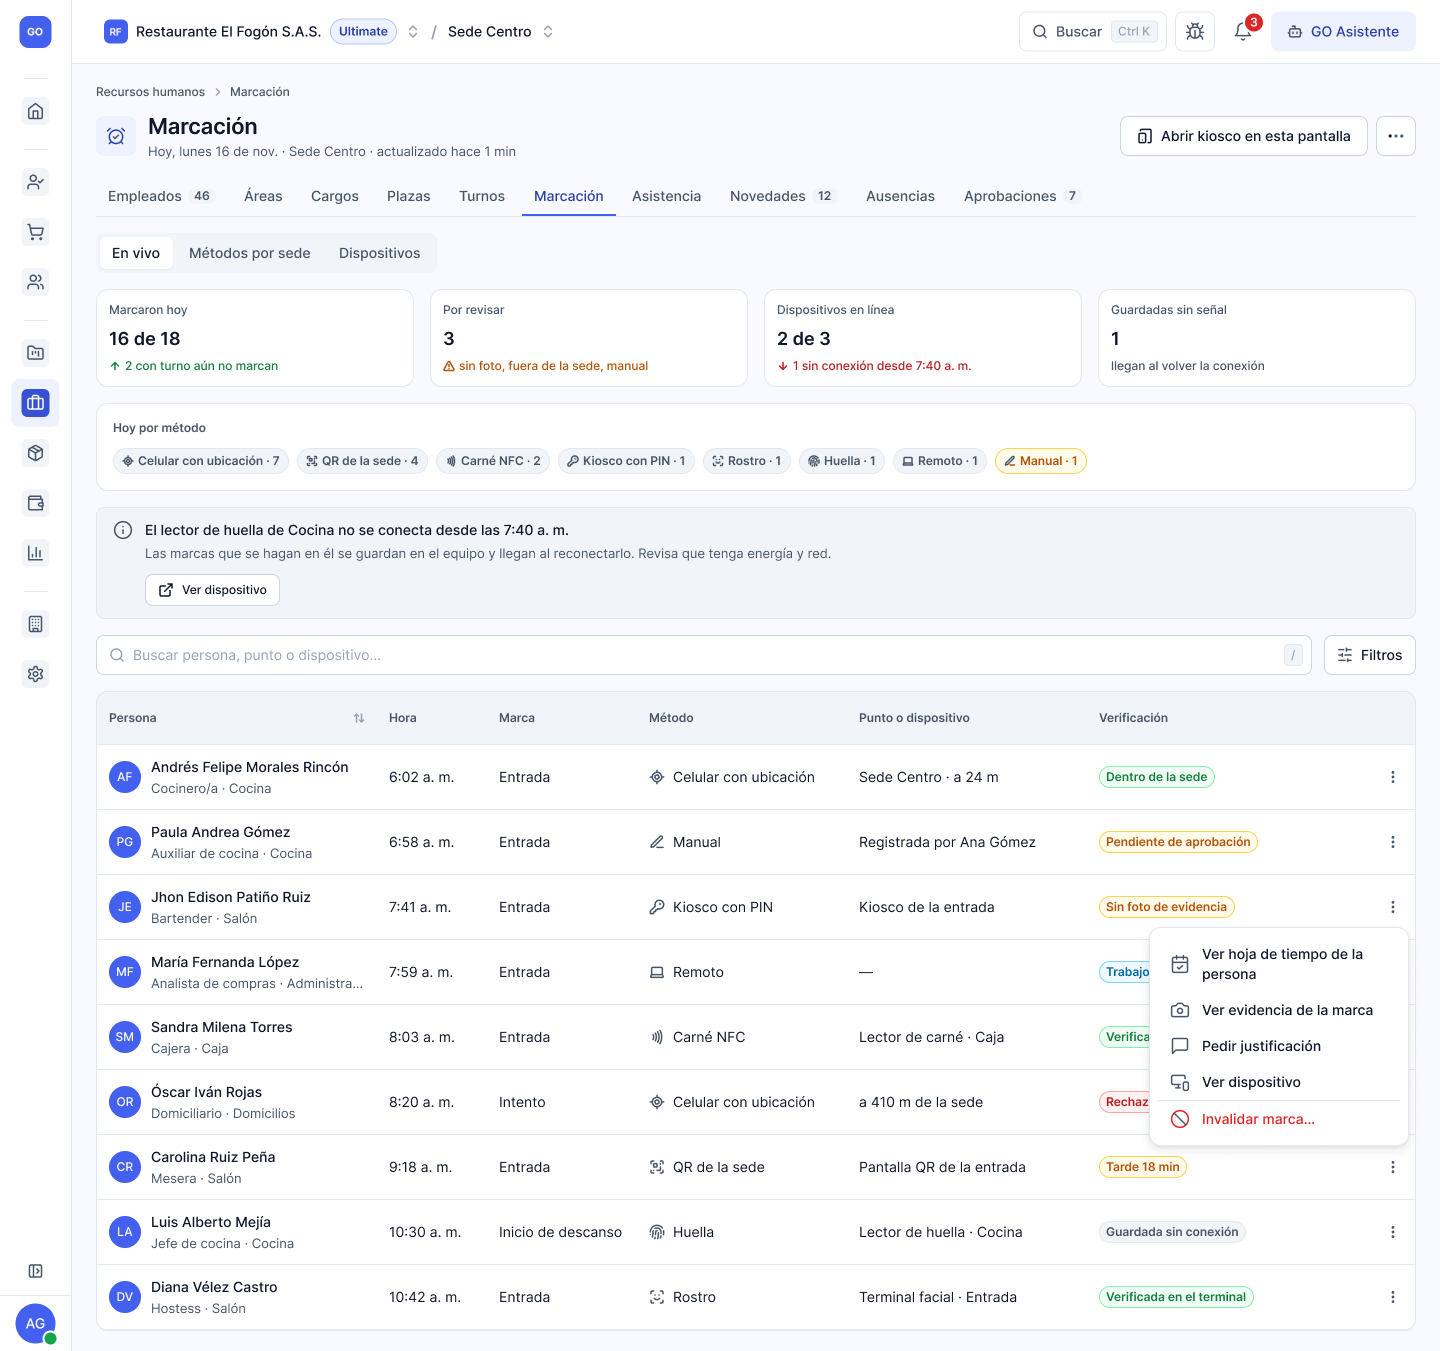 GO
RF Restaurante El Fogón S.A.S. Ultimate / Sede Centro
Buscar Ctrl K
3
GO Asistente
Recursos humanos > Marcación
Marcación
Hoy, lunes 16 de nov. · Sede Centro · actualizado hace 1 min
Abrir kiosco en esta pantalla
Empleados 46 Áreas Cargos Plazas Turnos Marcación Asistencia Novedades 12 Ausencias Aprobaciones 7
En vivo Métodos por sede Dispositivos
Marcaron hoy
16 de 18
2 con turno aún no marcan
Por revisar
3
sin foto, fuera de la sede, manual
Dispositivos en línea
2 de 3
1 sin conexión desde 7:40 a. m.
Guardadas sin señal
1
llegan al volver la conexión
Hoy por método
Celular con ubicación · 7 QR de la sede · 4 Carné NFC · 2 Kiosco con PIN · 1 Rostro · 1 Huella · 1 Remoto · 1 Manual · 1
El lector de huella de Cocina no se conecta desde las 7:40 a. m.
Las marcas que se hagan en él se guardan en el equipo y llegan al reconectarlo. Revisa que tenga energía y red.
Ver dispositivo
Buscar persona, punto o dispositivo... /
Filtros
Persona Hora Marca Método Punto o dispositivo Verificación
AF Andrés Felipe Morales Rincón
Cocinero/a · Cocina
6:02 a. m. Entrada Celular con ubicación Sede Centro · a 24 m Dentro de la sede
PG Paula Andrea Gómez
Auxiliar de cocina · Cocina
6:58 a. m. Entrada Manual Registrada por Ana Gómez Pendiente de aprobación
JE Jhon Edison Patiño Ruiz
Bartender · Salón
7:41 a. m. Entrada Kiosco con PIN Kiosco de la entrada Sin foto de evidencia
MF María Fernanda López
Analista de compras · Administra...
7:59 a. m. Entrada Remoto — Trabajo
SM Sandra Milena Torres
Cajera · Caja
8:03 a. m. Entrada Carné NFC Lector de carné · Caja Verifica
OR Óscar Iván Rojas
Domiciliario · Domicilios
8:20 a. m. Intento Celular con ubicación a 410 m de la sede Rechaz
CR Carolina Ruiz Peña
Mesera · Salón
9:18 a. m. Entrada QR de la sede Pantalla QR de la entrada Tarde 18 min
LA Luis Alberto Mejía
Jefe de cocina · Cocina
10:30 a. m. Inicio de descanso Huella Lector de huella · Cocina Guardada sin conexión
DV Diana Vélez Castro
Hostess · Salón
10:42 a. m. Entrada Rostro Terminal facial · Entrada Verificada en el terminal
Ver hoja de tiempo de la
persona
Ver evidencia de la marca
Pedir justificación
Ver dispositivo
Invalidar marca...
AG